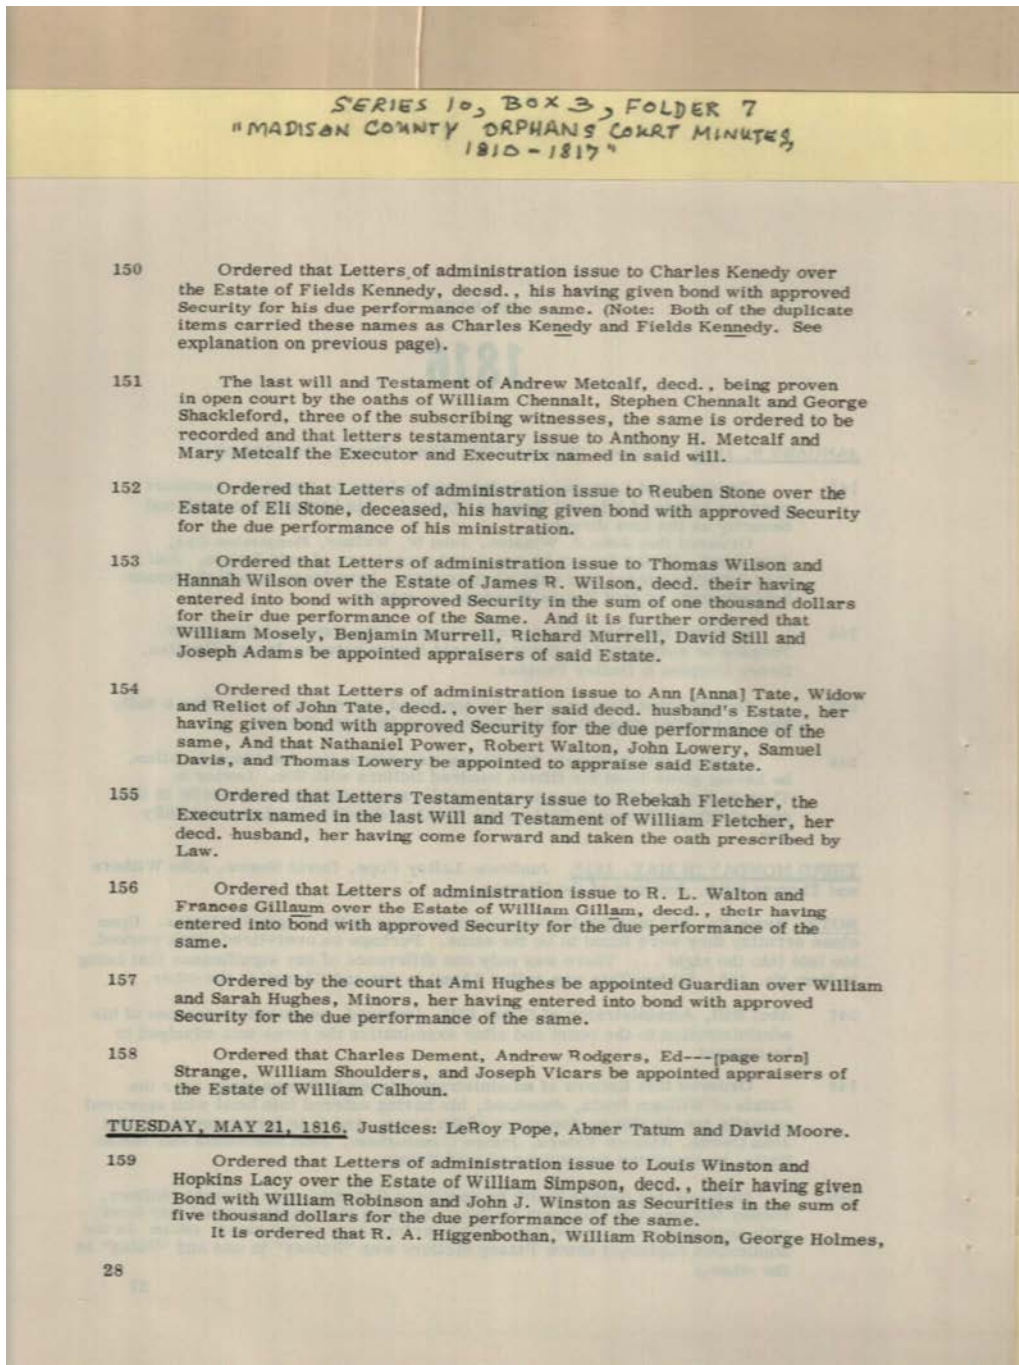 SERIES 10, BOX 3, FOLDER 7
"MADISON COUNTY ORPHANS COURT MINUTES,
1810-1817"
150 Ordered that Letters of administration issue to Charles Kenedy over
the Estate of Fields Kennedy, decsd., his having given bond with approved
Security for his due performance of the same. (Note: Both of the duplicate
items carried these names as Charles Kenedy and Fields Kennedy. See
explanation on previous page).
151 The last will and Testament of Andrew Metcalf, decd., being proven
in open court by the oaths of William Chennalt, Stephen Chennalt and George
Shackleford, three of the subscribing witnesses, the same is ordered to be
recorded and that letters testamentary issue to Anthony H. Metcalf and
Mary Metcalf the Executor and Executrix named in said will.
152 Ordered that Letters of administration issue to Reuben Stone over the
Estate of Eli Stone, deceased, his having given bond with approved Security
for the due performance of his ministration.
153 Ordered that Letters of administration issue to Thomas Wilson and
Hannah Wilson over the Estate of James R. Wilson, decd. their having
entered into bond with approved Security in the sum of one thousand dollars
for their due performance of the Same. And it is further ordered that
William Mosely, Benjamin Murrell, Richard Murrell, David Still and
Joseph Adams be appointed appraisers of said Estate.
154 Ordered that Letters of administration issue to Ann [Anna] Tate, Widow
and Relict of John Tate, decd., over her said decd. husband's Estate, her
having given bond with approved Security for the due performance of the
same, And that Nathaniel Power, Robert Walton, John Lowery, Samuel
Davis, and Thomas Lowery be appointed to appraise said Estate.
155 Ordered that Letters Testamentary issue to Rebekah Fletcher, the
Executrix named in the last Will and Testament of William Fletcher, her
decd. husband, her having come forward and taken the oath prescribed by
Law.
156 Ordered that Letters of administration issue to R. L. Walton and
Frances Gillaum over the Estate of William Gillam, decd., their having
entered into bond with approved Security for the due performance of the
same.
157 Ordered by the court that Ami Hughes be appointed Guardian over William
and Sarah Hughes, Minors, her having entered into bond with approved
Security for the due performance of the same.
158 Ordered that Charles Dement, Andrew Rodgers, Ed---[page torn]
Strange, William Shoulders, and Joseph Vicars be appointed appraisers of
the Estate of William Calhoun.
TUESDAY, MAY 21, 1816. Justices: LeRoy Pope, Abner Tatum and David Moore.
159 Ordered that Letters of administration issue to Louis Winston and
Hopkins Lacy over the Estate of William Simpson, decd., their having given
Bond with William Robinson and John J. Winston as Securities in the sum of
five thousand dollars for the due performance of the same.
It is ordered that R. A. Higgenbothan, William Robinson, George Holmes,
28